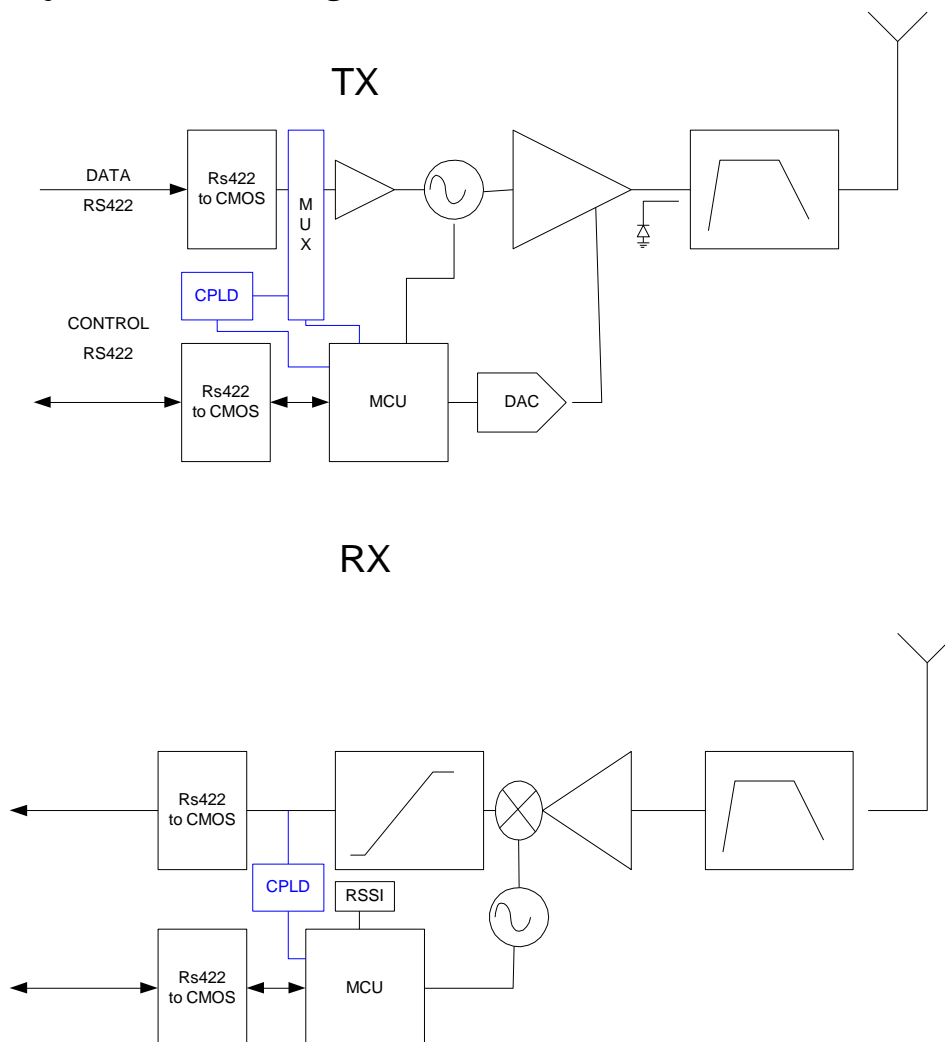 TX
DATA
RS422
Rs422
to CMOS
M
U
X
CPLD
CONTROL
RS422
Rs422
to CMOS
MCU
DAC
RX
Rs422
to CMOS
CPLD
RSSI
Rs422
to CMOS
MCU